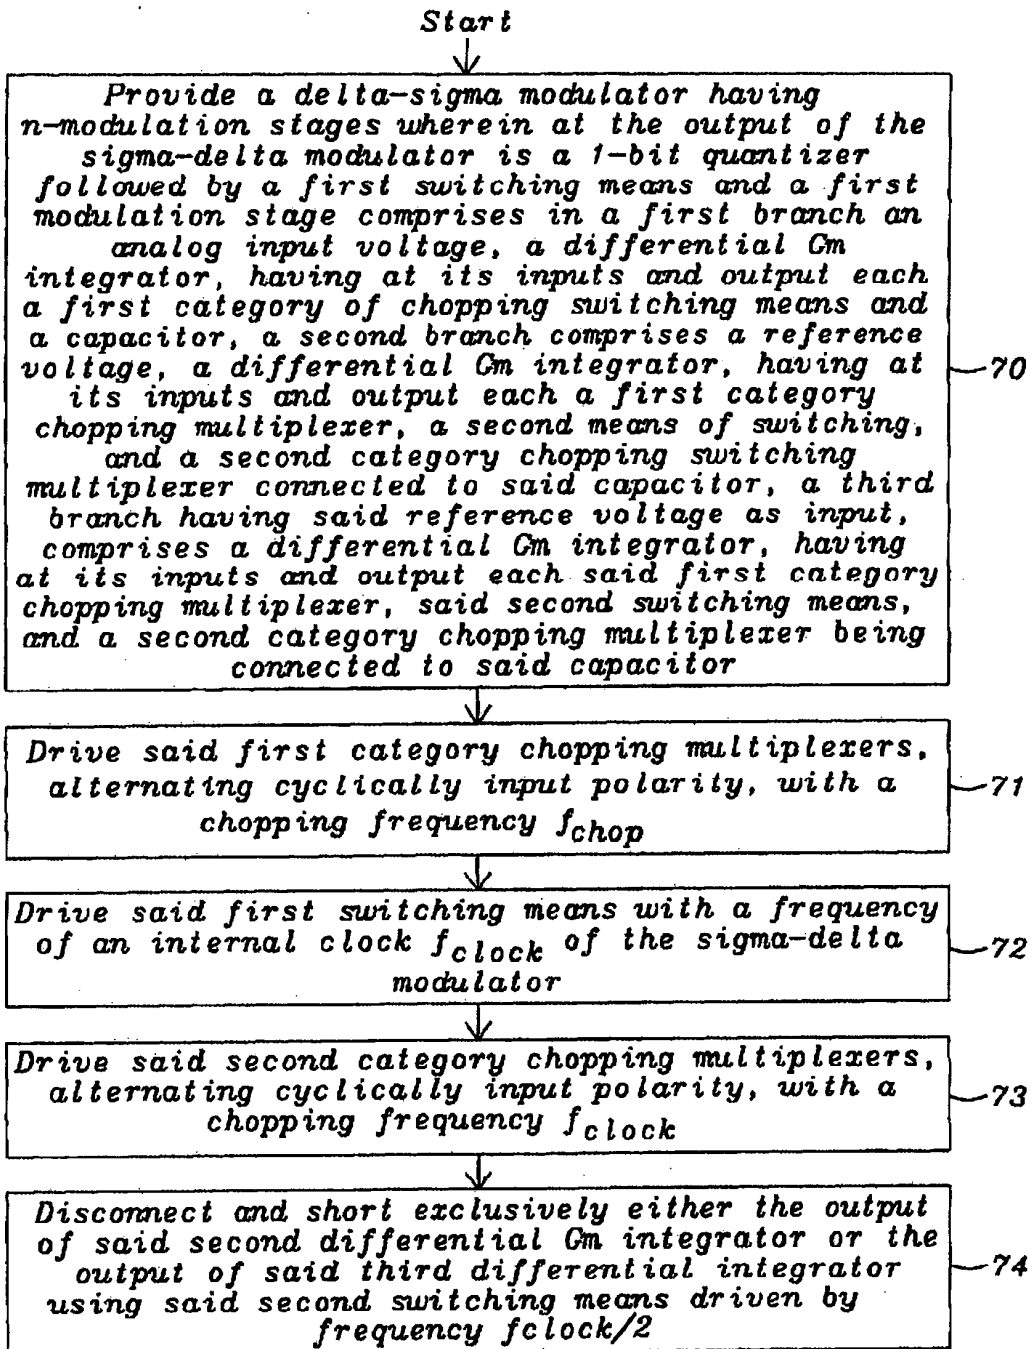 Start
Provide a delta-sigma modulator having
n-modulation stages wherein at the output of the
sigma-delta modulator is a 1-bit quantizer
followed by a first switching means and a first
modulation stage comprises in a first branch an
analog input voltage, a differential Gm
integrator, having at its inputs and output each
a first category of chopping switching means and
a capacitor, a second branch comprises a reference
voltage, a differential Gm integrator, having at
its inputs and output each a first category
chopping multiplexer, a second means of switching,
and a second category chopping switching
multiplexer connected to said capacitor, a third
branch having said reference voltage as input,
comprises a differential Gm integrator, having
at its inputs and output each said first category
chopping multiplexer, said second switching means,
and a second category chopping multiplexer being
connected to said capacitor
70
Drive said first category chopping multiplexers,
alternating cyclically input polarity, with a
chopping frequency fchop
71
Drive said first switching means with a frequency
of an internal clock fclock of the sigma-delta
modulator
72
Drive said second category chopping multiplexers,
alternating cyclically input polarity, with a
chopping frequency fclock
73
Disconnect and short exclusively either the output
of said second differential Gm integrator or the
output of said third differential integrator
using said second switching means driven by
frequency fclock/2
74